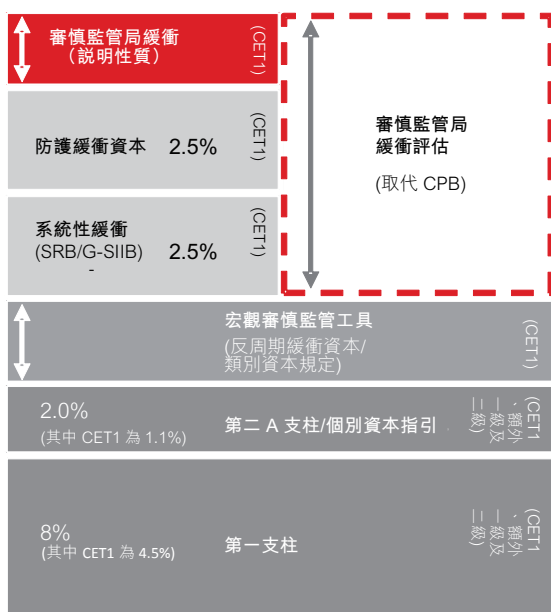 審慎監管局緩衝
（説明性質）
(CET1)
防護緩衝資本 2.5%
(CET1)
系統性緩衝
(SRB/G-SIIB) 2.5%
-
(CET1)
審慎監管局
緩衝評估
(取代 CPB)
宏觀審慎監管工具
(反周期緩衝資本/
類別資本規定)
(CET1)
2.0%
(其中 CET1 為 1.1%)
第二 A 支柱/個別資本指引
(CET1
、額外
一級及
二級)
8%
(其中 CET1 為 4.5%)
第一支柱
(CET1
、額外
一級及
二級)